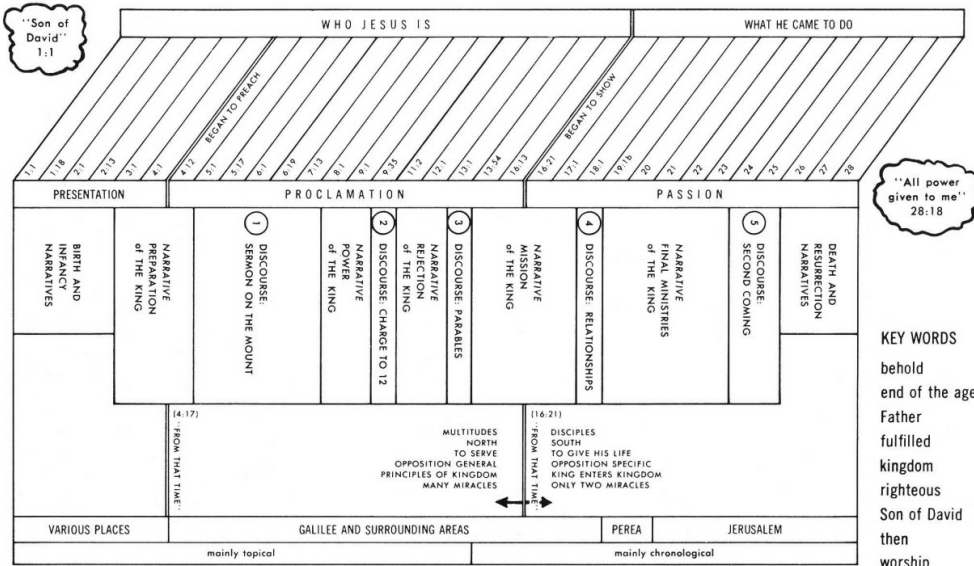 "Son of
David"
1:1
WHO JESUS IS
WHAT HE CAME TO DO
BEGAN TO PREACH
BEGAN TO SHOW
1:1
1:18
2:1
2:13
3:1
4:1
4:12
5:1
5:17
6:1
6:19
7:13
8:1
9:1
9:35
11:2
12:1
13:1
13:54
16:13
16:21
17:1
18:1
19:1b
20
21
22
23
24
25
26
27
28
"All power
given to me"
28:18
PRESENTATION
PROCLAMATION
PASSION
BIRTH AND
INFANCY
NARRATIVES
NARRATIVE
PREPARATION
of THE KING
1
DISCOURSE:
SERMON ON THE MOUNT
NARRATIVE
POWER
of THE KING
2
DISCOURSE: CHARGE TO 12
NARRATIVE
REJECTION
of THE KING
3
DISCOURSE: PARABLES
NARRATIVE
MISSION
of THE KING
4
DISCOURSE: RELATIONSHIPS
NARRATIVE
FINAL MINISTRIES
of THE KING
5
DISCOURSE:
SECOND COMING
DEATH AND
RESURRECTION
NARRATIVES
(4:17)
"FROM THAT TIME"
MULTITUDES
NORTH
TO SERVE
OPPOSITION GENERAL
PRINCIPLES OF KINGDOM
MANY MIRACLES
(16:21)
"FROM THAT TIME"
DISCIPLES
SOUTH
TO GIVE HIS LIFE
OPPOSITION SPECIFIC
KING ENTERS KINGDOM
ONLY TWO MIRACLES
VARIOUS PLACES
GALILEE AND SURROUNDING AREAS
PEREA
JERUSALEM
mainly topical
mainly chronological
KEY WORDS
behold
end of the age
Father
fulfilled
kingdom
righteous
Son of David
then
worship